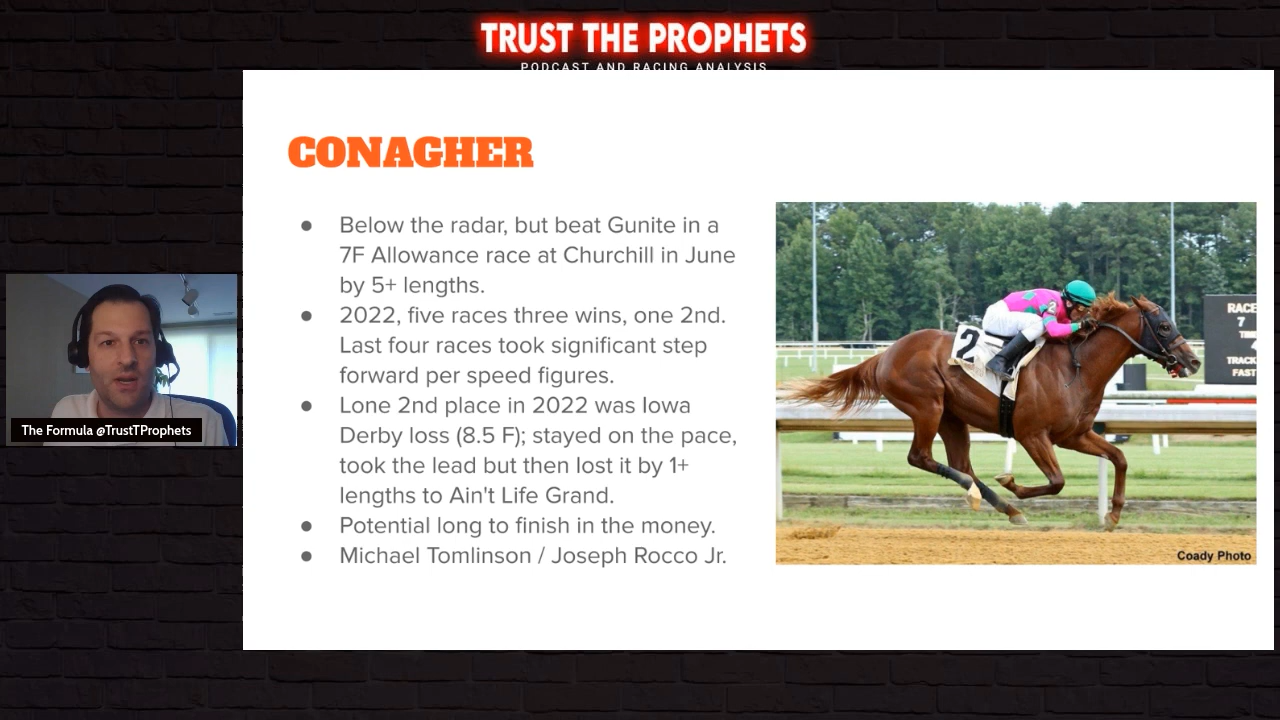 TRUST THE PROPHETS
PODCAST AND RACING ANALYSIS
CONAGHER
● Below the radar, but beat Gunite in a
7F Allowance race at Churchill in June
by 5+ lengths.
● 2022, five races three wins, one 2nd.
Last four races took significant step
forward per speed figures.
● Lone 2nd place in 2022 was Iowa
Derby loss (8.5 F); stayed on the pace,
took the lead but then lost it by 1+
lengths to Ain't Life Grand.
● Potential long to finish in the money.
● Michael Tomlinson / Joseph Rocco Jr.
2
RACE
7
TRACK
FAST
Coady Photo
The Formula @TrustTProphets